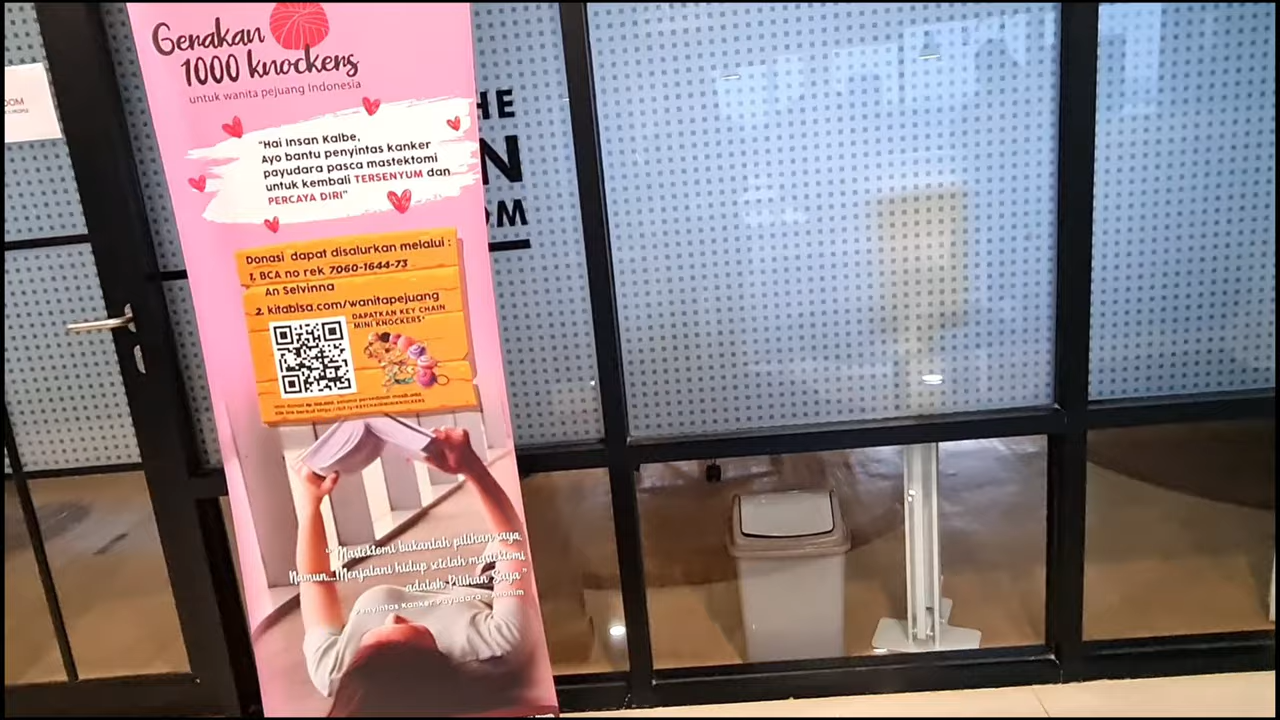 OOM
Gerakan
1000 knockers
untuk wanita pejuang Indonesia
"Hai Insan Kalbe,
Ayo bantu penyintas kanker
payudara pasca mastektomi
untuk kembali TERSENYUM dan
PERCAYA DIRI"
HE
N
OM
Donasi dapat disalurkan melalui :
1. BCA no rek 7060-1644-73
An Selvinna
2. kitabisa.com/wanitapejuang
DAPATKAN KEY CHAIN
MINI KNOCKERS*
"Mastektomi bukanlah pilihan saya.
Namun...Menjalani hidup setelah mastektomi
adalah Pilihan Saya"
Penyintas Kanker Payudara - Anonim